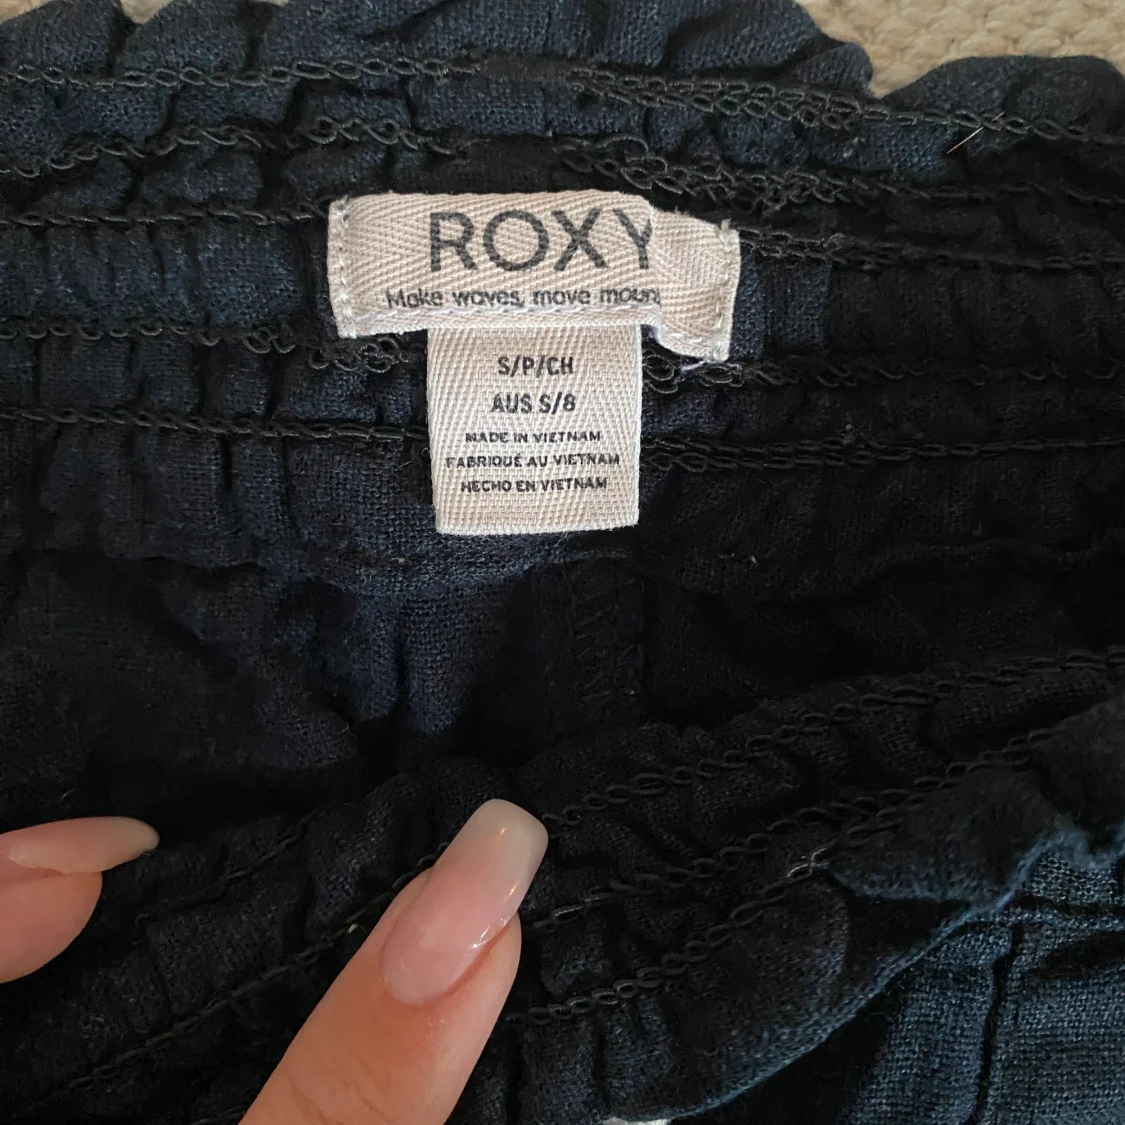 ROXY
Make waves, move moun
S/P/CH
AUS S/8
MADE IN VIETNAM
FABRIQUÉ AU VIETNAM
HECHO EN VIETNAM